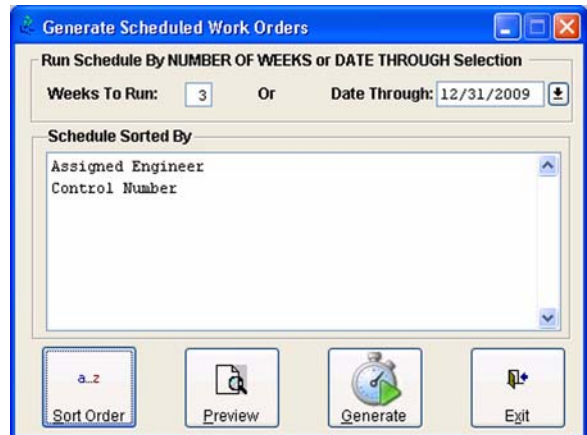 Generate Scheduled Work Orders
Run Schedule By NUMBER OF WEEKS or DATE THROUGH Selection
Weeks To Run: 3 Or Date Through: 12/31/2009
Schedule Sorted By
Assigned Engineer
Control Number
a...z
Sort Order Preview Generate Exit